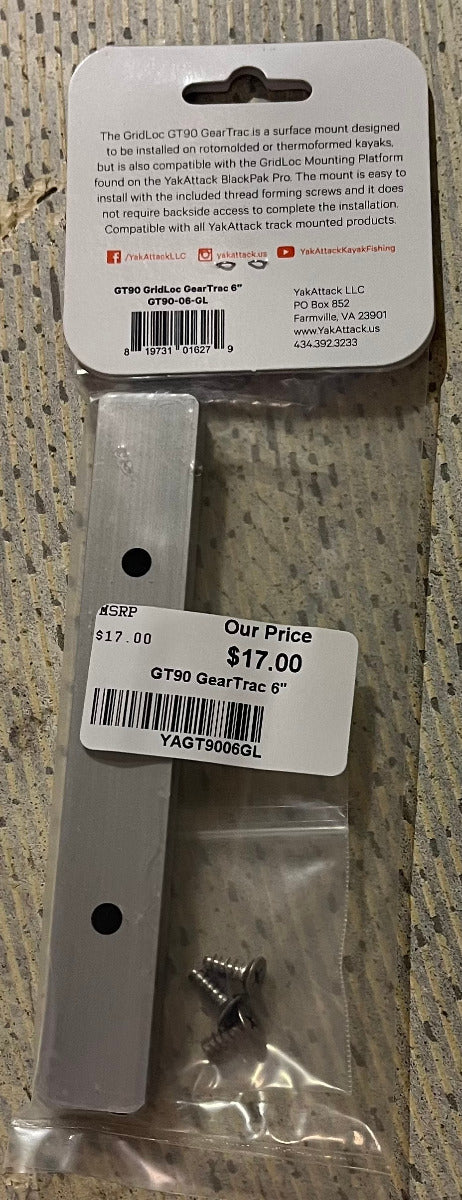 The GridLoc GT90 GearTrac is a surface mount designed
to be installed on rotomolded or thermoformed kayaks,
but is also compatible with the GridLoc Mounting Platform
found on the YakAttack BlackPak Pro. The mount is easy to
install with the included thread forming screws and it does
not require backside access to complete the installation.
Compatible with all YakAttack track mounted products.
/YakAttackLLC yakattack.us YakAttackKayakFishing
GT90 GridLoc GearTrac 6"
GT90-06-GL
8 19731 01627 9
YakAttack LLC
PO Box 852
Farmville, VA 23901
www.YakAttack.us
434.392.3233
MSRP
$17.00
Our Price
$17.00
GT90 GearTrac 6"
YAGT9006GL